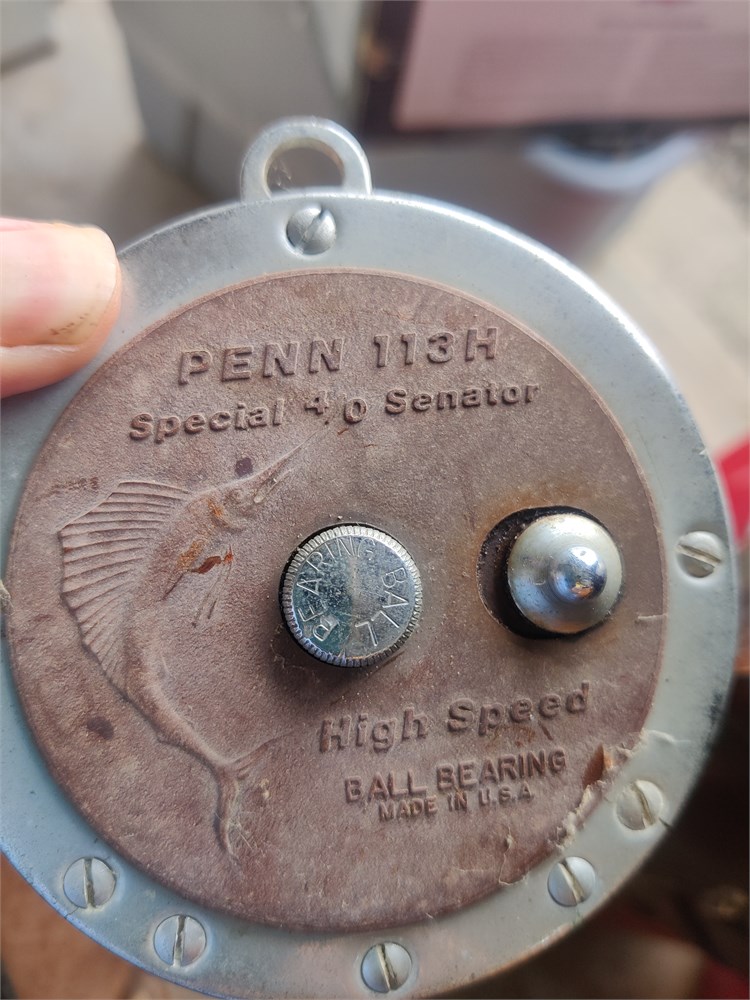 PENN 113H
Special 4/0 Senator
BALL BEARING
High Speed
BALL BEARING
MADE IN U.S.A.